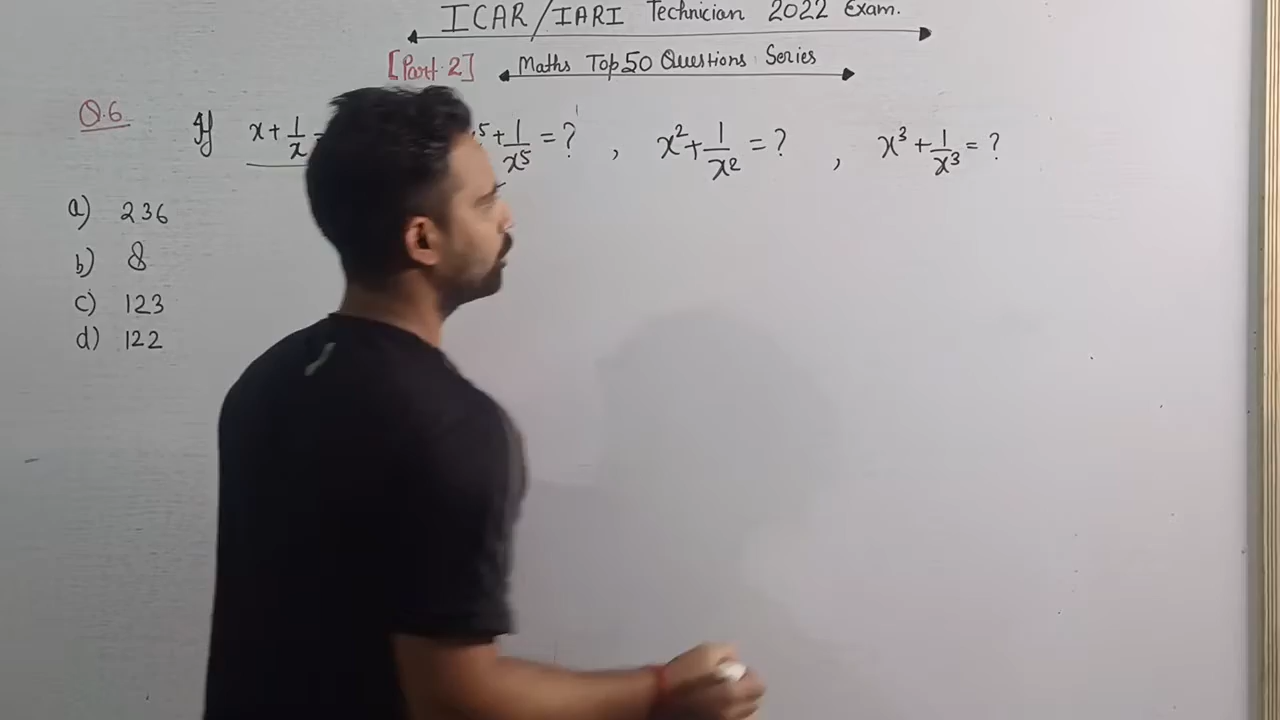 ICAR/IARI Technician 2022 Exam.
[Part-2] Maths Top 50 Questions Series
Q.6 If x + 1/x ⁵ + 1/x⁵ = ? , x² + 1/x² = ? , x³ + 1/x³ = ?
a) 236
b) 8
c) 123
d) 122